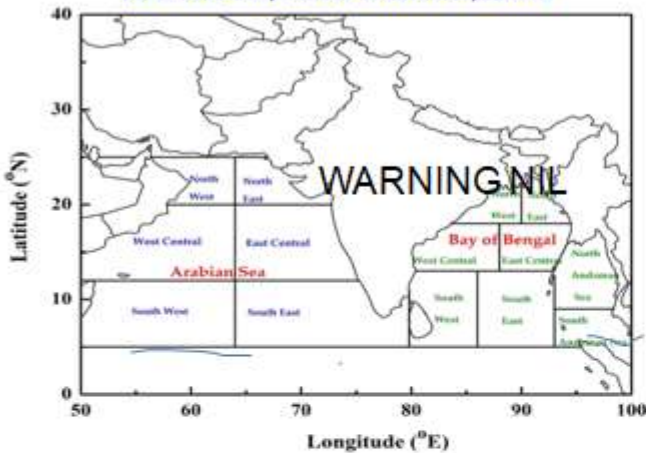 40
30
20
10
0
50
60
70
80
90
100
Latitude (°N)
Longitude (°E)
WARNING NIL
North
West
North
East
West Central
East Central
Arabian Sea
South West
South East
West
East
Bay of Bengal
West Central
East Central
South
West
South
East
North
Andaman
Sea
South